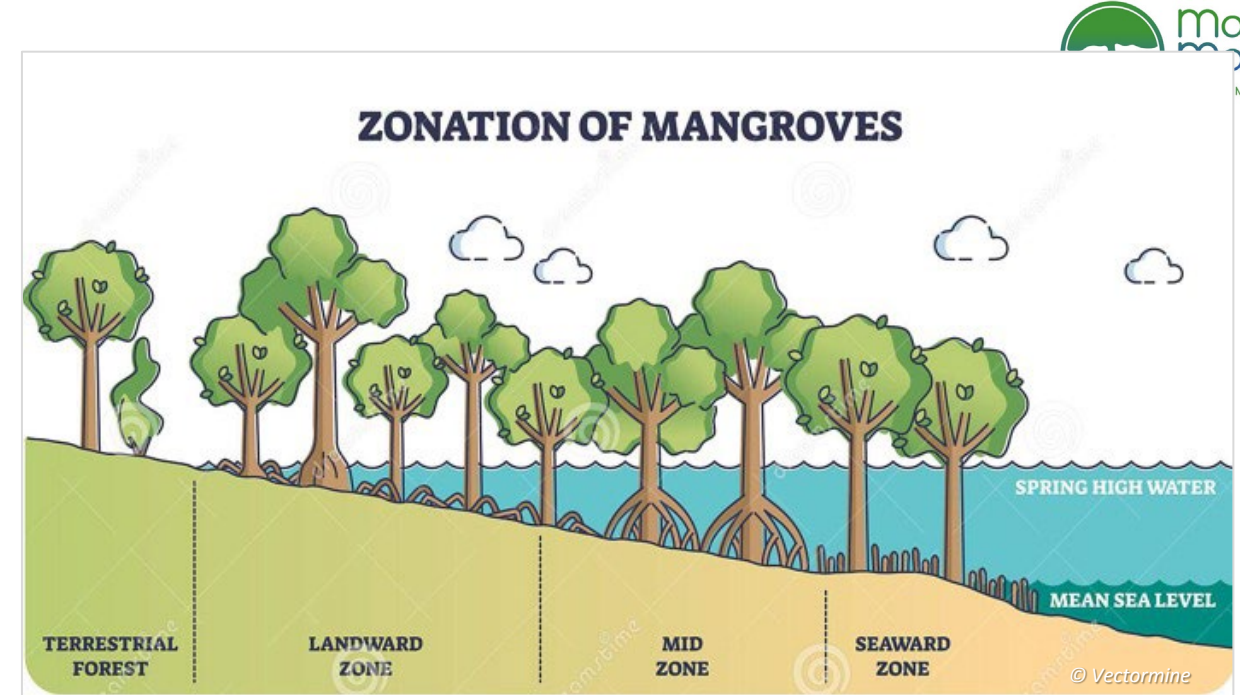 ZONATION OF MANGROVES
SPRING HIGH WATER
MEAN SEA LEVEL
TERRESTRIAL
FOREST
LANDWARD
ZONE
MID
ZONE
SEAWARD
ZONE
© Vectormine